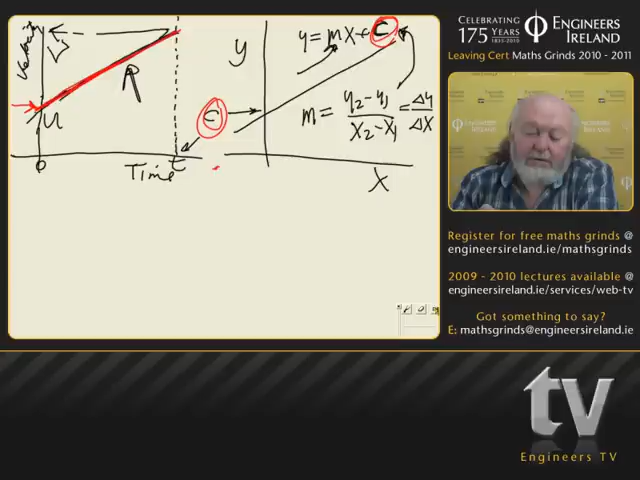 Velocity
V
u
0
Time t
y
y = mx + C
C
m = y2 - y1 / x2 - x1 = Δy / Δx
X
CELEBRATING
175 YEARS
1835-2010
ENGINEERS
IRELAND
Leaving Cert Maths Grinds 2010 - 2011
Register for free maths grinds @
engineersireland.ie/mathsgrinds
2009 - 2010 lectures available @
engineersireland.ie/services/web-tv
Got something to say?
E: mathsgrinds@engineersireland.ie
tv
Engineers TV